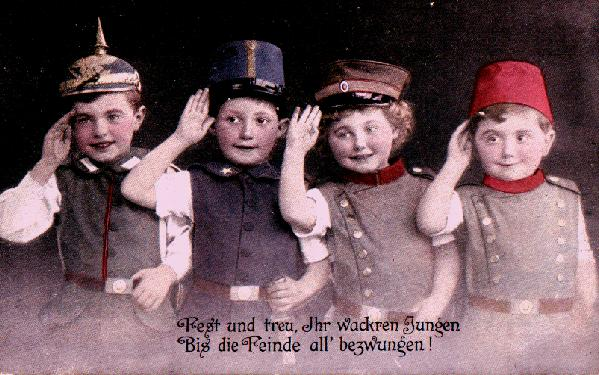 Fest und treu, Ihr wackren Jungen
Bis die Feinde all' bezwungen!